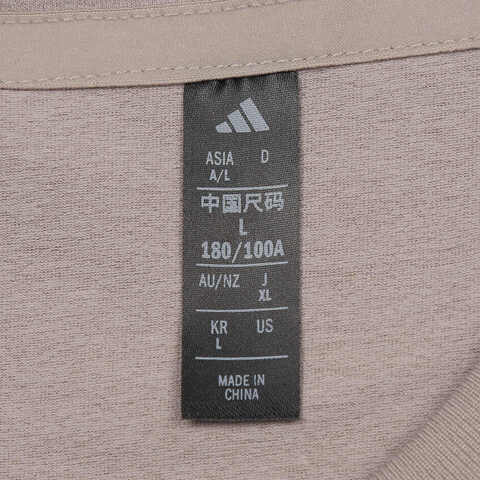 ASIA D
A/L
中国尺码
L
180/100A
AU/NZ J
XL
KR US
L
MADE IN
CHINA